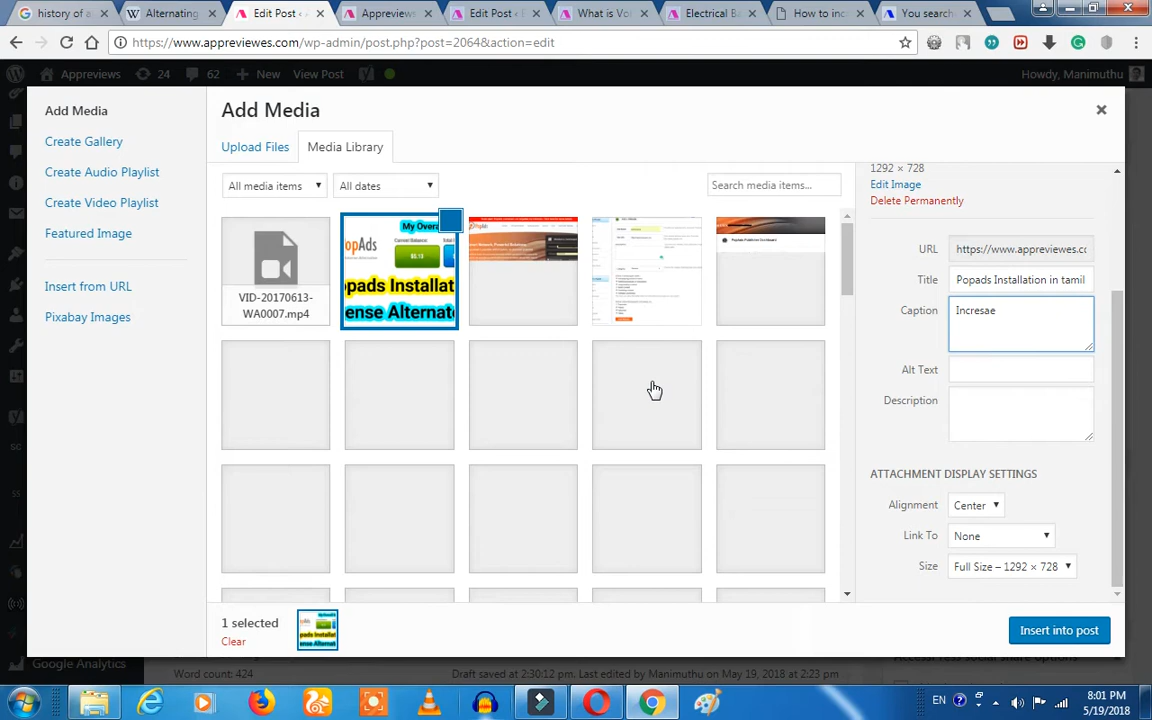 history of a
Alternating
Edit Post ‹ A
Appreviews
Edit Post ‹
What is Vo
Electrical Ba
How to inc
You search
https://www.appreviewes.com/wp-admin/post.php?post=2064&action=edit
Appreviews
24
62
New
View Post
Howdy, Manimuthu
Add Media
Create Gallery
Create Audio Playlist
Create Video Playlist
Featured Image
Insert from URL
Pixabay Images
Add Media
Upload Files
Media Library
All media items
All dates
Search media items...
VID-20170613-
WA0007.mp4
My Overa
opAds
opads Installat
ense Alternat
1292 × 728
Edit Image
Delete Permanently
URL
https://www.appreviewes.cc
Title
Popads Installation in tamil
Caption
Incresae
Alt Text
Description
ATTACHMENT DISPLAY SETTINGS
Alignment
Center
Link To
None
Size
Full Size – 1292 × 728
1 selected
Clear
Insert into post
Google Analytics
Word count: 424
Draft saved at 2:30:12 pm. Last edited by Manimuthu on May 19, 2018 at 2:23 pm
EN
8:01 PM
5/19/2018